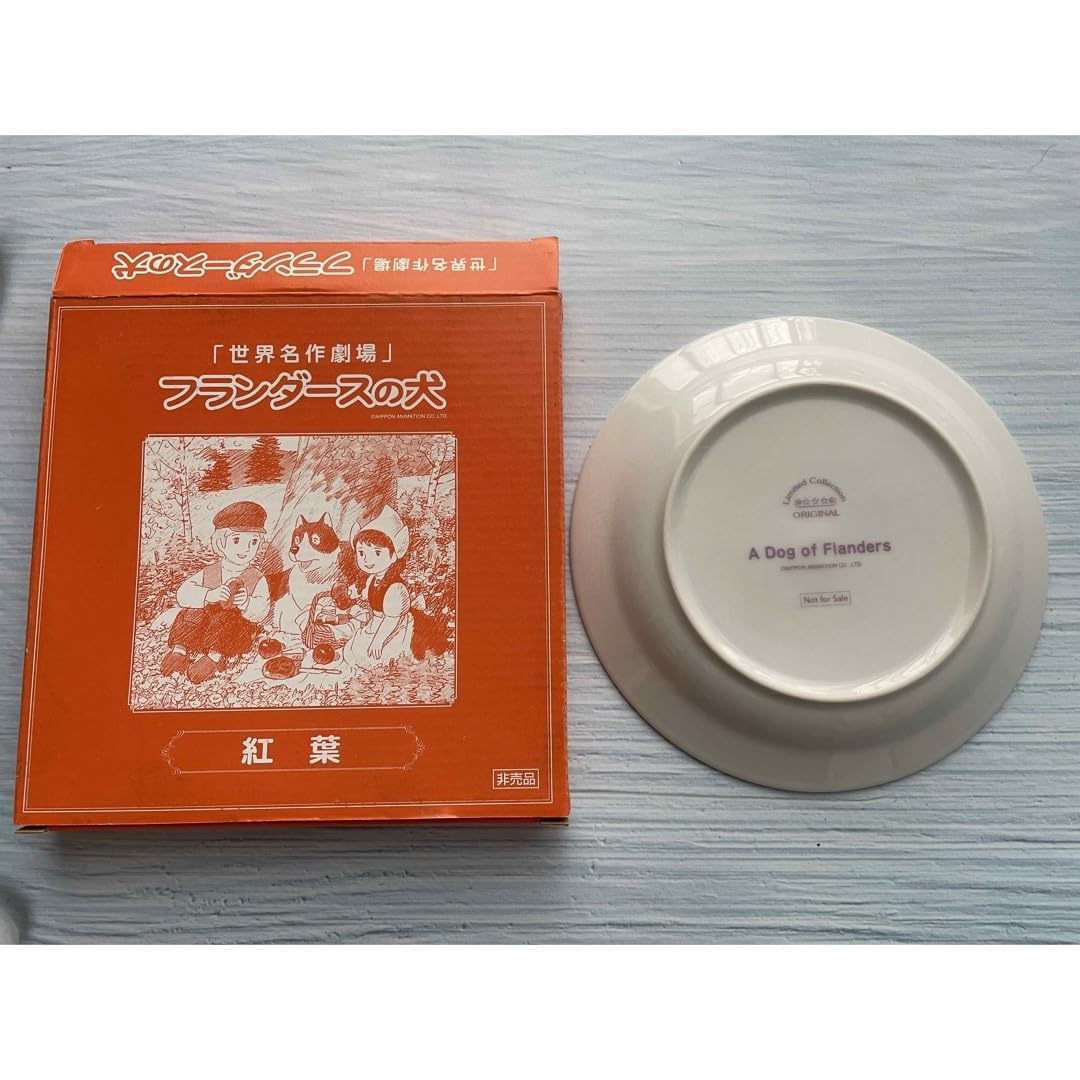 「世界名作劇場」フランダースの犬
「世界名作劇場」
フランダースの犬
©NIPPON ANIMATION CO.,LTD.
紅葉
非売品
Limited Collection
ORIGINAL
A Dog of Flanders
©NIPPON ANIMATION CO.,LTD.
Not for Sale